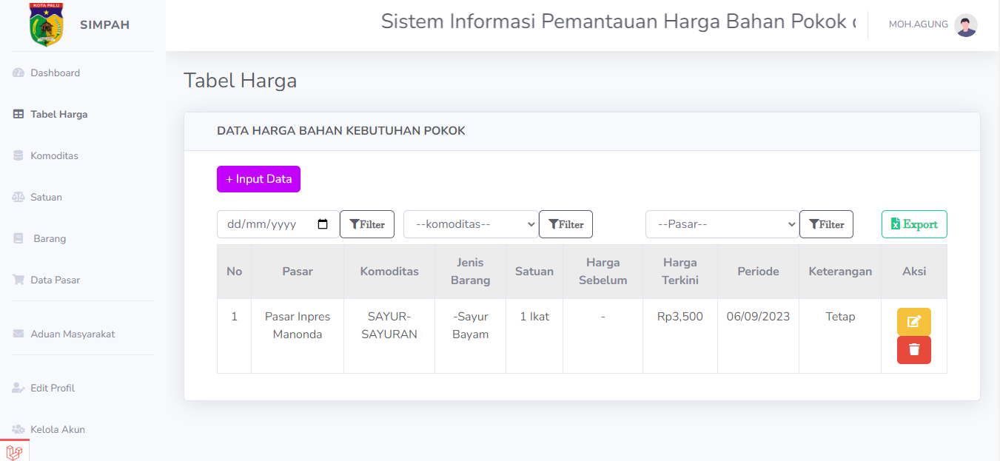 KOTA PALU
SIMPAH
Sistem Informasi Pemantauan Harga Bahan Pokok
MOH.AGUNG
Dashboard
Tabel Harga
Komoditas
Satuan
Barang
Data Pasar
Aduan Masyarakat
Edit Profil
Kelola Akun
Tabel Harga
DATA HARGA BAHAN KEBUTUHAN POKOK
+ Input Data
dd/mm/yyyy Filter --komoditas-- Filter --Pasar-- Filter Export
No Pasar Komoditas Jenis Barang Satuan Harga Sebelum Harga Terkini Periode Keterangan Aksi
1 Pasar Inpres Manonda SAYUR-SAYURAN -Sayur Bayam 1 Ikat - Rp3,500 06/09/2023 Tetap